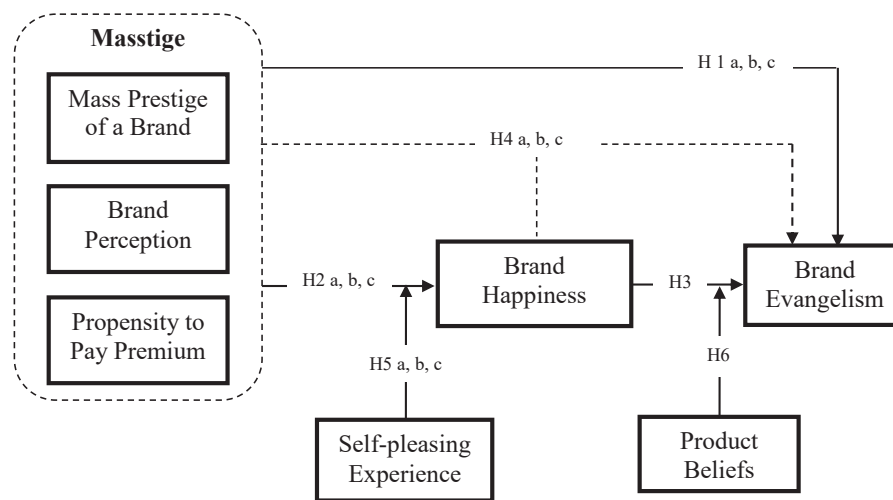 Masstige
H 1 a, b, c
Mass Prestige
of a Brand
H4 a, b, c
Brand
Perception
Brand
Happiness
Brand
Evangelism
H2 a, b, c
H3
Propensity to
Pay Premium
H5 a, b, c
H6
Self-pleasing
Experience
Product
Beliefs